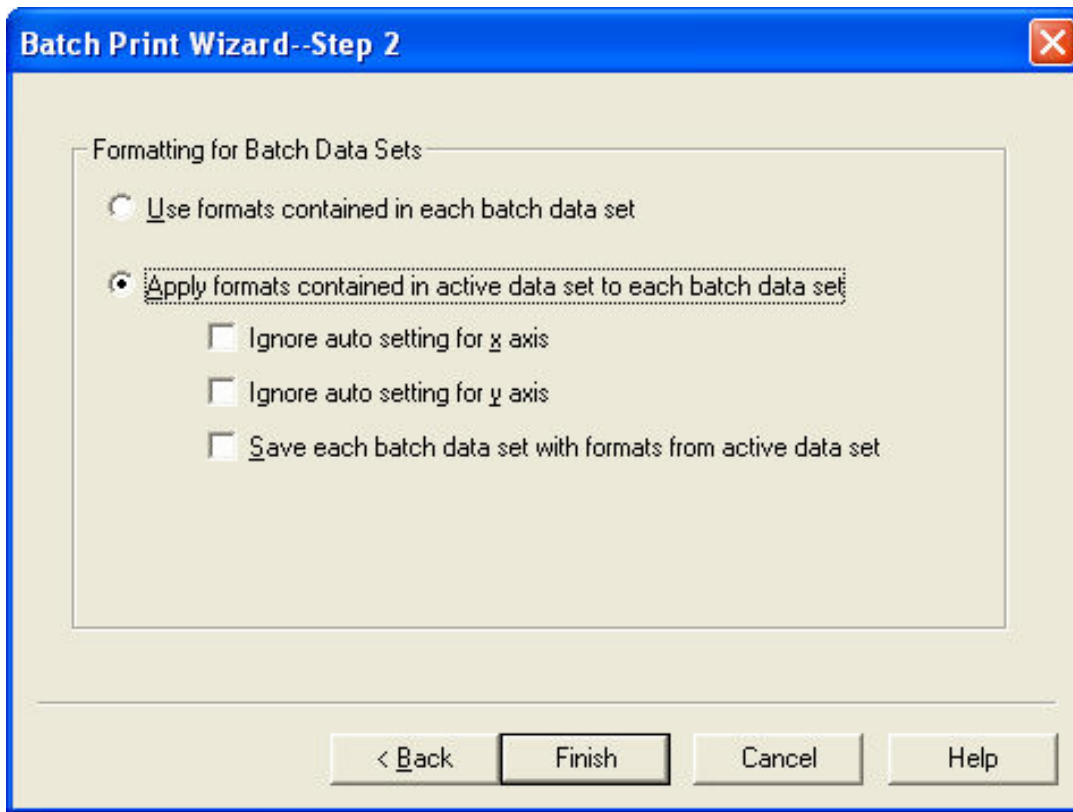 Batch Print Wizard--Step 2
Formatting for Batch Data Sets
Use formats contained in each batch data set
Apply formats contained in active data set to each batch data set
Ignore auto setting for x axis
Ignore auto setting for y axis
Save each batch data set with formats from active data set
< Back Finish Cancel Help